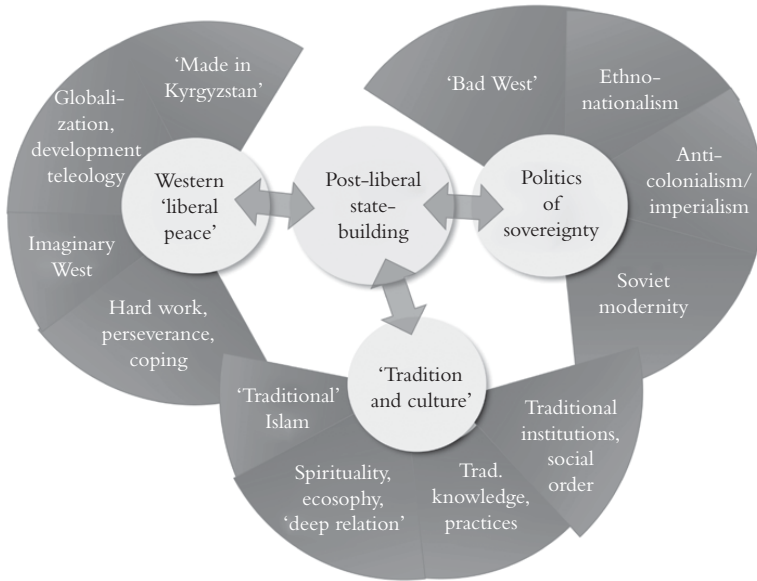 ‘Made in
Kyrgyzstan’
Globali-
zation,
development
teleology
Imaginary
West
Hard work,
perseverance,
coping
Western
‘liberal
peace’
Post-liberal
state-
building
Politics
of
sovereignty
‘Bad West’
Ethno-
nationalism
Anti-
colonialism/
imperialism
Soviet
modernity
‘Tradition
and culture’
‘Traditional’
Islam
Spirituality,
ecosophy,
‘deep relation’
Trad.
knowledge,
practices
Traditional
institutions,
social
order